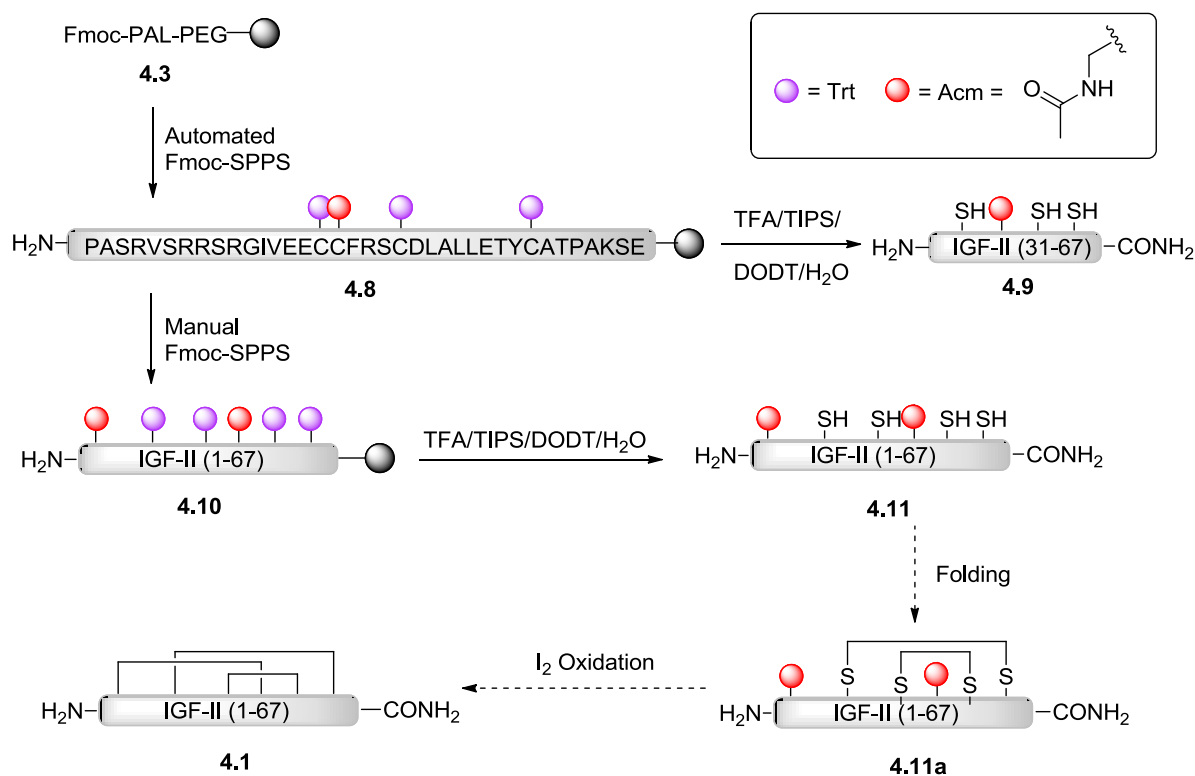 Fmoc-PAL-PEG
4.3
= Trt
= Acm =
O
NH
Automated
Fmoc-SPPS
H2N
PASRVSRRSRGIVEECCFRSCDLALLETYCATPAKSE
4.8
TFA/TIPS/
DODT/H2O
SH
SH SH
H2N
IGF-II (31-67)
CONH2
4.9
Manual
Fmoc-SPPS
H2N
IGF-II (1-67)
4.10
TFA/TIPS/DODT/H2O
SH
SH
SH SH
H2N
IGF-II (1-67)
CONH2
4.11
Folding
S
S
S
S
H2N
IGF-II (1-67)
CONH2
4.11a
I2 Oxidation
H2N
IGF-II (1-67)
CONH2
4.1